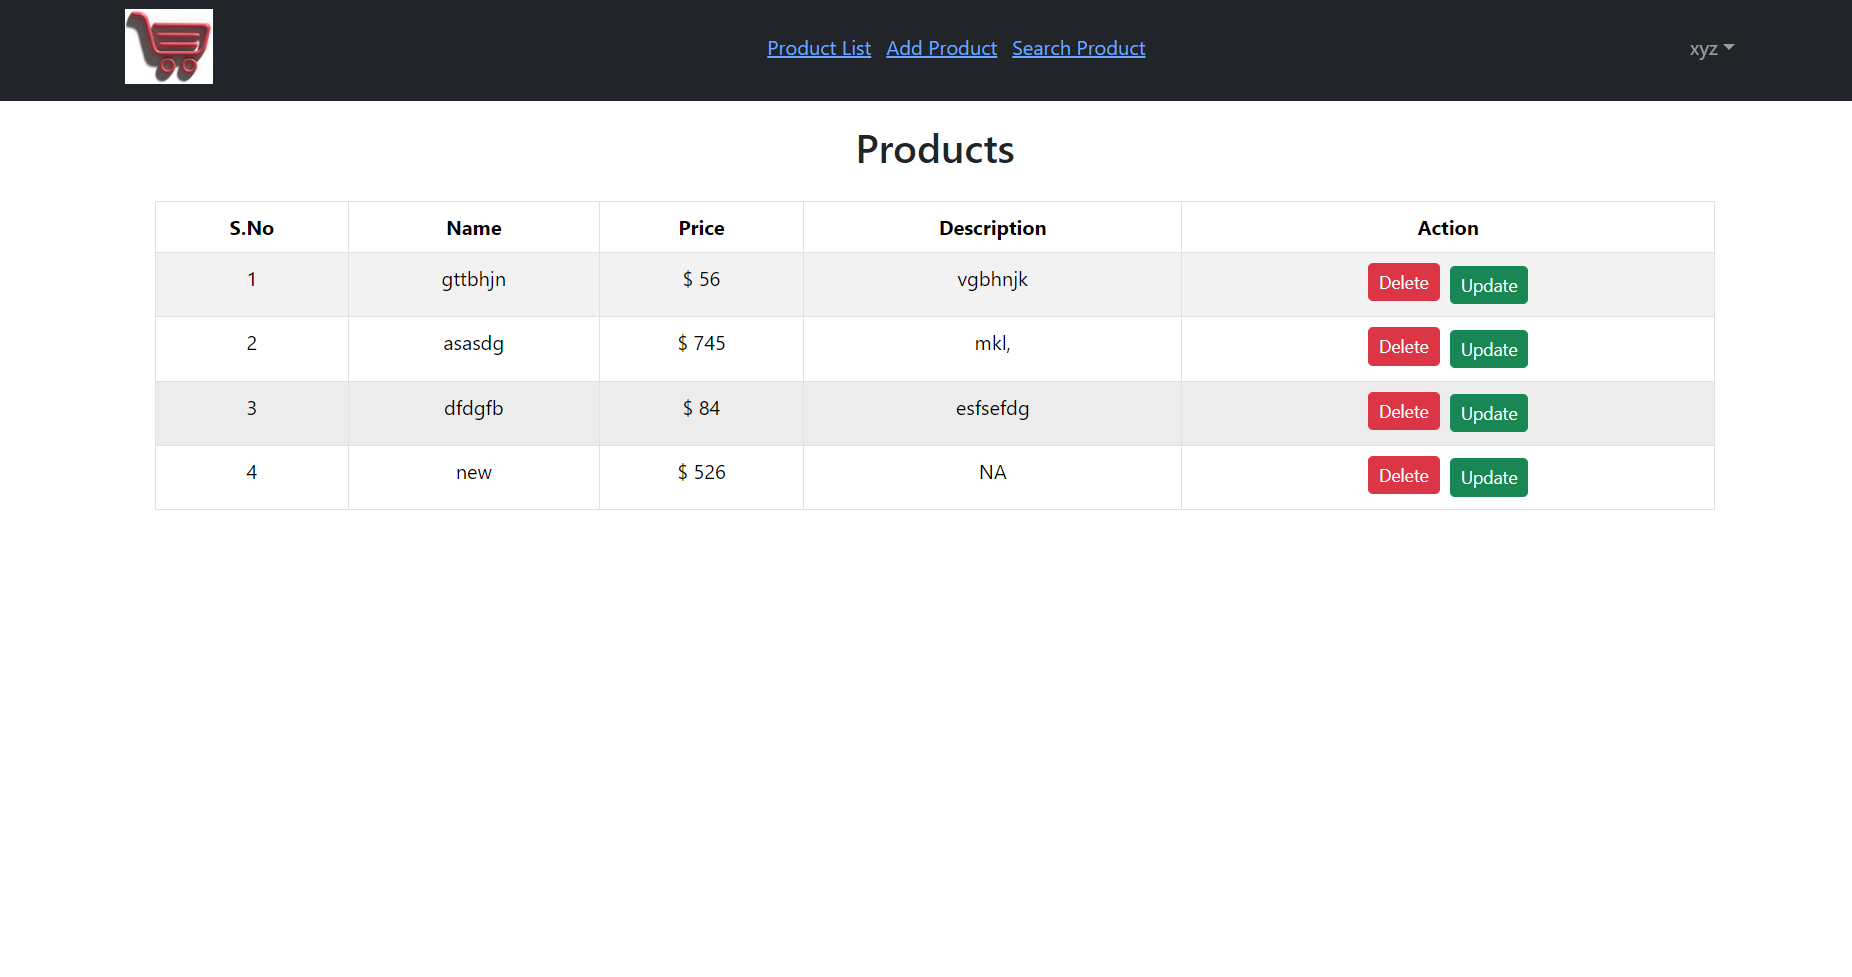 Product List Add Product Search Product xyz
Products
S.No Name Price Description Action
1 gttbhjn $ 56 vgbhnjk Delete Update
2 asasdg $ 745 mkl, Delete Update
3 dfdgfb $ 84 esfsefdg Delete Update
4 new $ 526 NA Delete Update